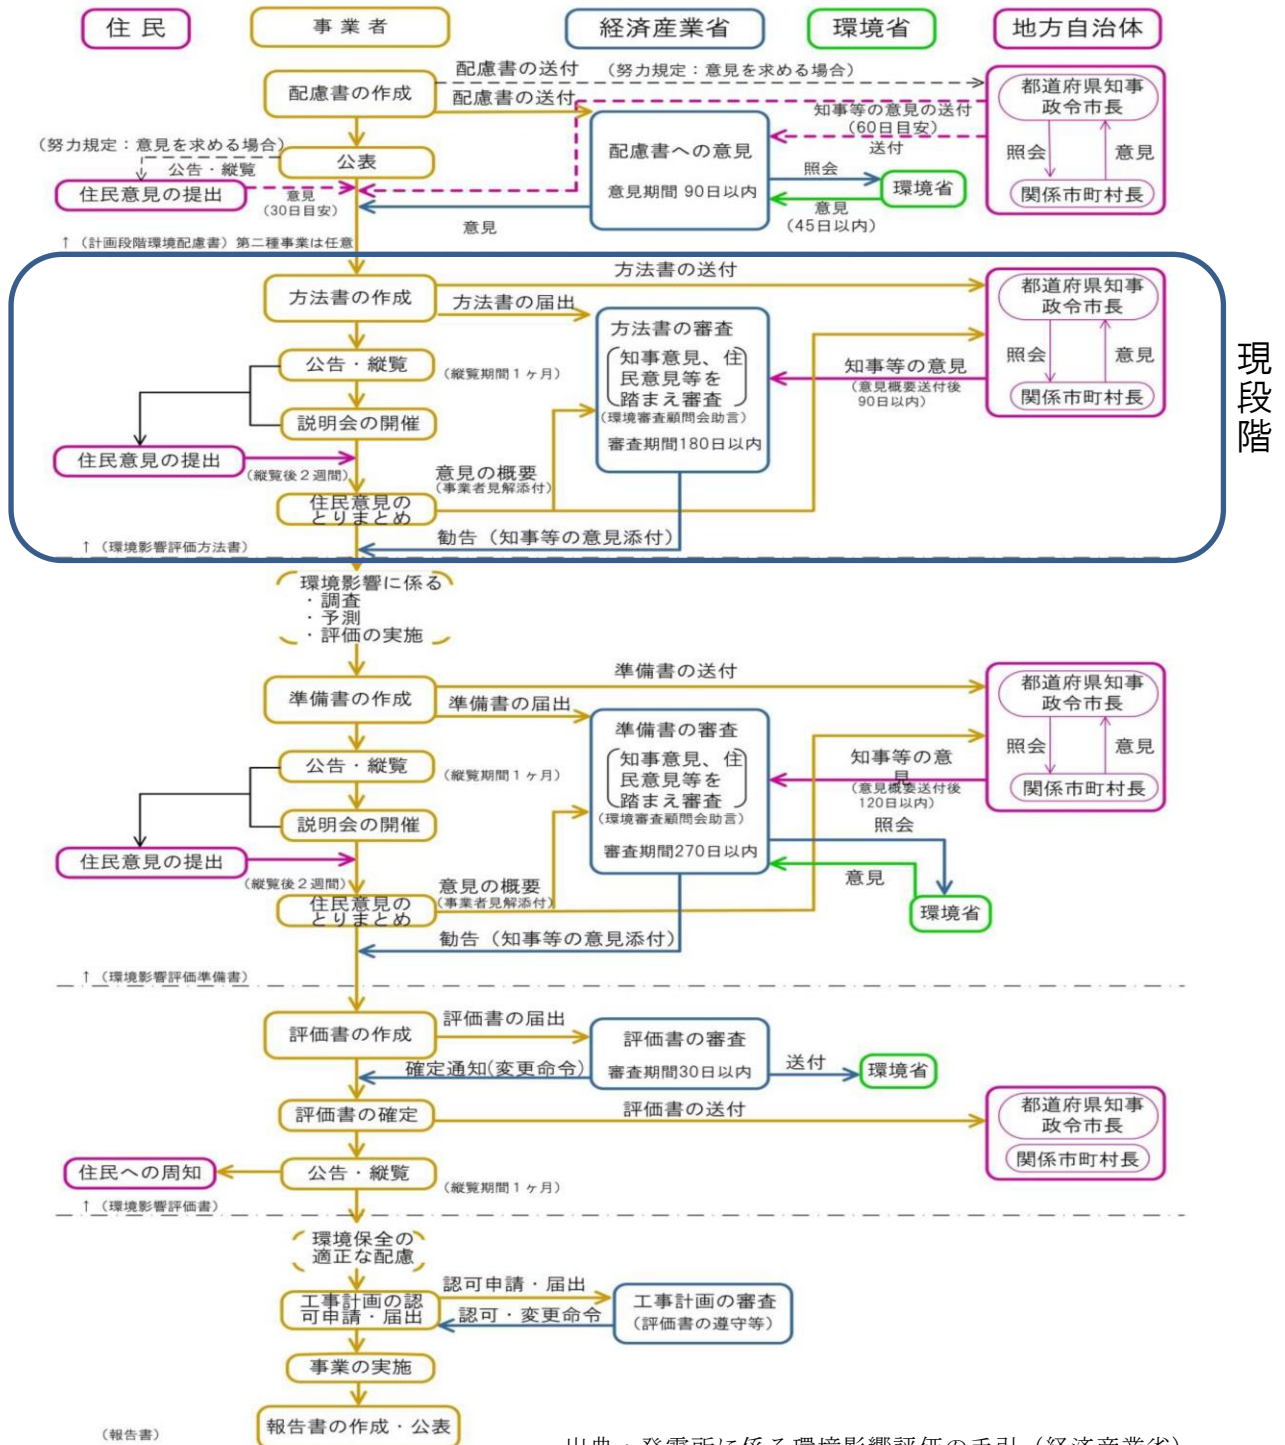 住 民
事 業 者
経済産業省
環境省
地方自治体
配慮書の作成
配慮書の送付 (努力規定:意見を求める場合)
配慮書の送付
都道府県知事
政令市長
照会
意見
関係市町村長
知事等の意見の送付
(60日目安)
送付
配慮書への意見
意見期間 90日以内
照会
環境省
意見
(45日以内)
(努力規定:意見を求める場合)
公告・縦覧
公表
住民意見の提出
意見
(30日目安)
意見
↑(計画段階環境配慮書)第二種事業は任意
現段階
方法書の作成
方法書の送付
方法書の届出
都道府県知事
政令市長
照会
意見
関係市町村長
方法書の審査
知事意見、住
民意見等を
踏まえ審査
(環境審査顧問会助言)
審査期間180日以内
知事等の意見
(意見概要送付後
90日以内)
公告・縦覧
(縦覧期間1ヶ月)
説明会の開催
住民意見の提出
(縦覧後2週間)
住民意見の
とりまとめ
意見の概要
(事業者見解添付)
勧告(知事等の意見添付)
↑(環境影響評価方法書)
環境影響に係る
・調査
・予測
・評価の実施
準備書の作成
準備書の送付
準備書の届出
都道府県知事
政令市長
照会
意見
関係市町村長
準備書の審査
知事意見、住
民意見等を
踏まえ審査
(環境審査顧問会助言)
審査期間270日以内
知事等の意
見
(意見概要送付後
120日以内)
照会
意見
環境省
公告・縦覧
(縦覧期間1ヶ月)
説明会の開催
住民意見の提出
(縦覧後2週間)
住民意見の
とりまとめ
意見の概要
(事業者見解添付)
勧告(知事等の意見添付)
↑(環境影響評価準備書)
評価書の作成
評価書の届出
評価書の審査
審査期間30日以内
送付
環境省
確定通知(変更命令)
評価書の確定
評価書の送付
都道府県知事
政令市長
関係市町村長
住民への周知
公告・縦覧
(縦覧期間1ヶ月)
↑(環境影響評価書)
環境保全の
適正な配慮
工事計画の認
可申請・届出
認可申請・届出
認可・変更命令
工事計画の審査
(評価書の遵守等)
事業の実施
報告書の作成・公表
(報告書)
出典:発電所に係る環境影響評価の手引(経済産業省)